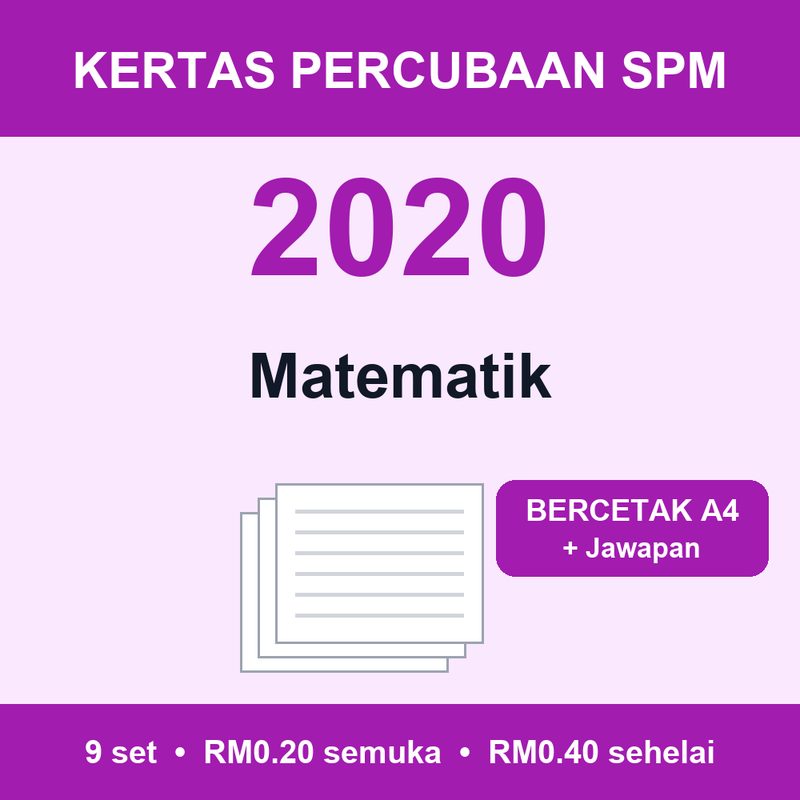 KERTAS PERCUBAAN SPM
2020
Matematik
BERCETAK A4
+ Jawapan
9 set • RM0.20 semuka • RM0.40 sehelai